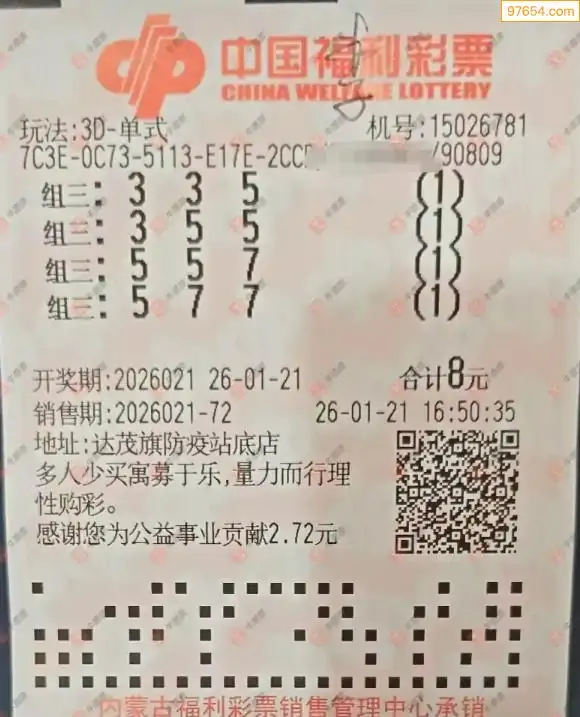 97654.com
中国福利彩票
CHINA WELFARE LOTTERY
玩法:3D-单式 机号:15026781
7C3E-0C73-5113-E17E-2CC /90809
组三: 3 3 5 (1)
组三: 3 5 5 (1)
组三: 5 5 7 (1)
组三: 5 7 7 (1)
开奖期:2026021 26-01-21 合计8元
销售期:2026021-72 26-01-21 16:50:35
地址:达茂旗防疫站底店
多人少买寓募于乐,量力而行理
性购彩。
感谢您为公益事业贡献2.72元
内蒙古福利彩票销售管理中心承销